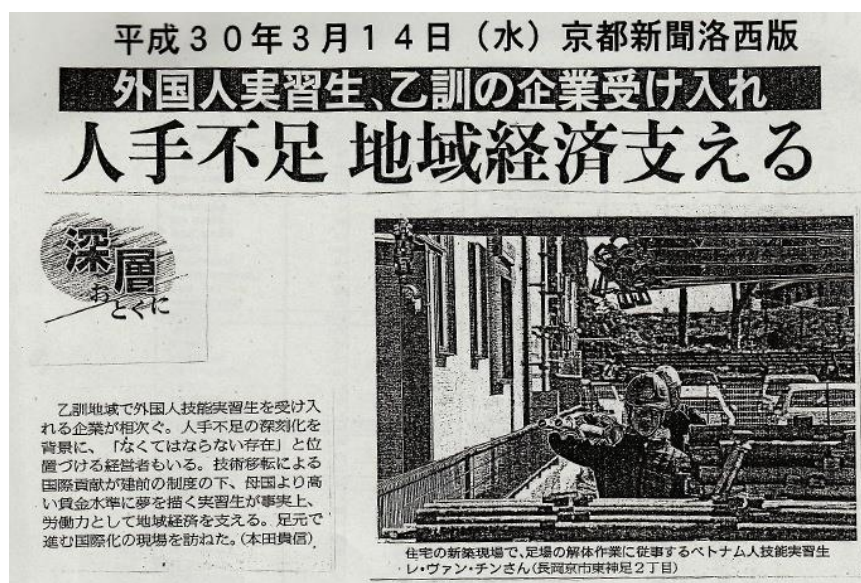 平成30年3月14日（水）京都新聞洛西版
外国人実習生、乙訓の企業受け入れ
人手不足 地域経済支える
深層
おとくに
乙訓地域で外国人技能実習生を受け入
れる企業が相次ぐ。人手不足の深刻化を
背景に、「なくてはならない存在」と位
置づける経営者もいる。技術移転による
国際貢献が建前の制度の下、母国より高
い賃金水準に夢を描く実習生が事実上、
労働力として地域経済を支える。足元で
進む国際化の現場を訪ねた。（本田貴信）
住宅の新築現場で、足場の解体作業に従事するベトナム人技能実習生
レ・ヴァン・チンさん（長岡京市東神足2丁目）